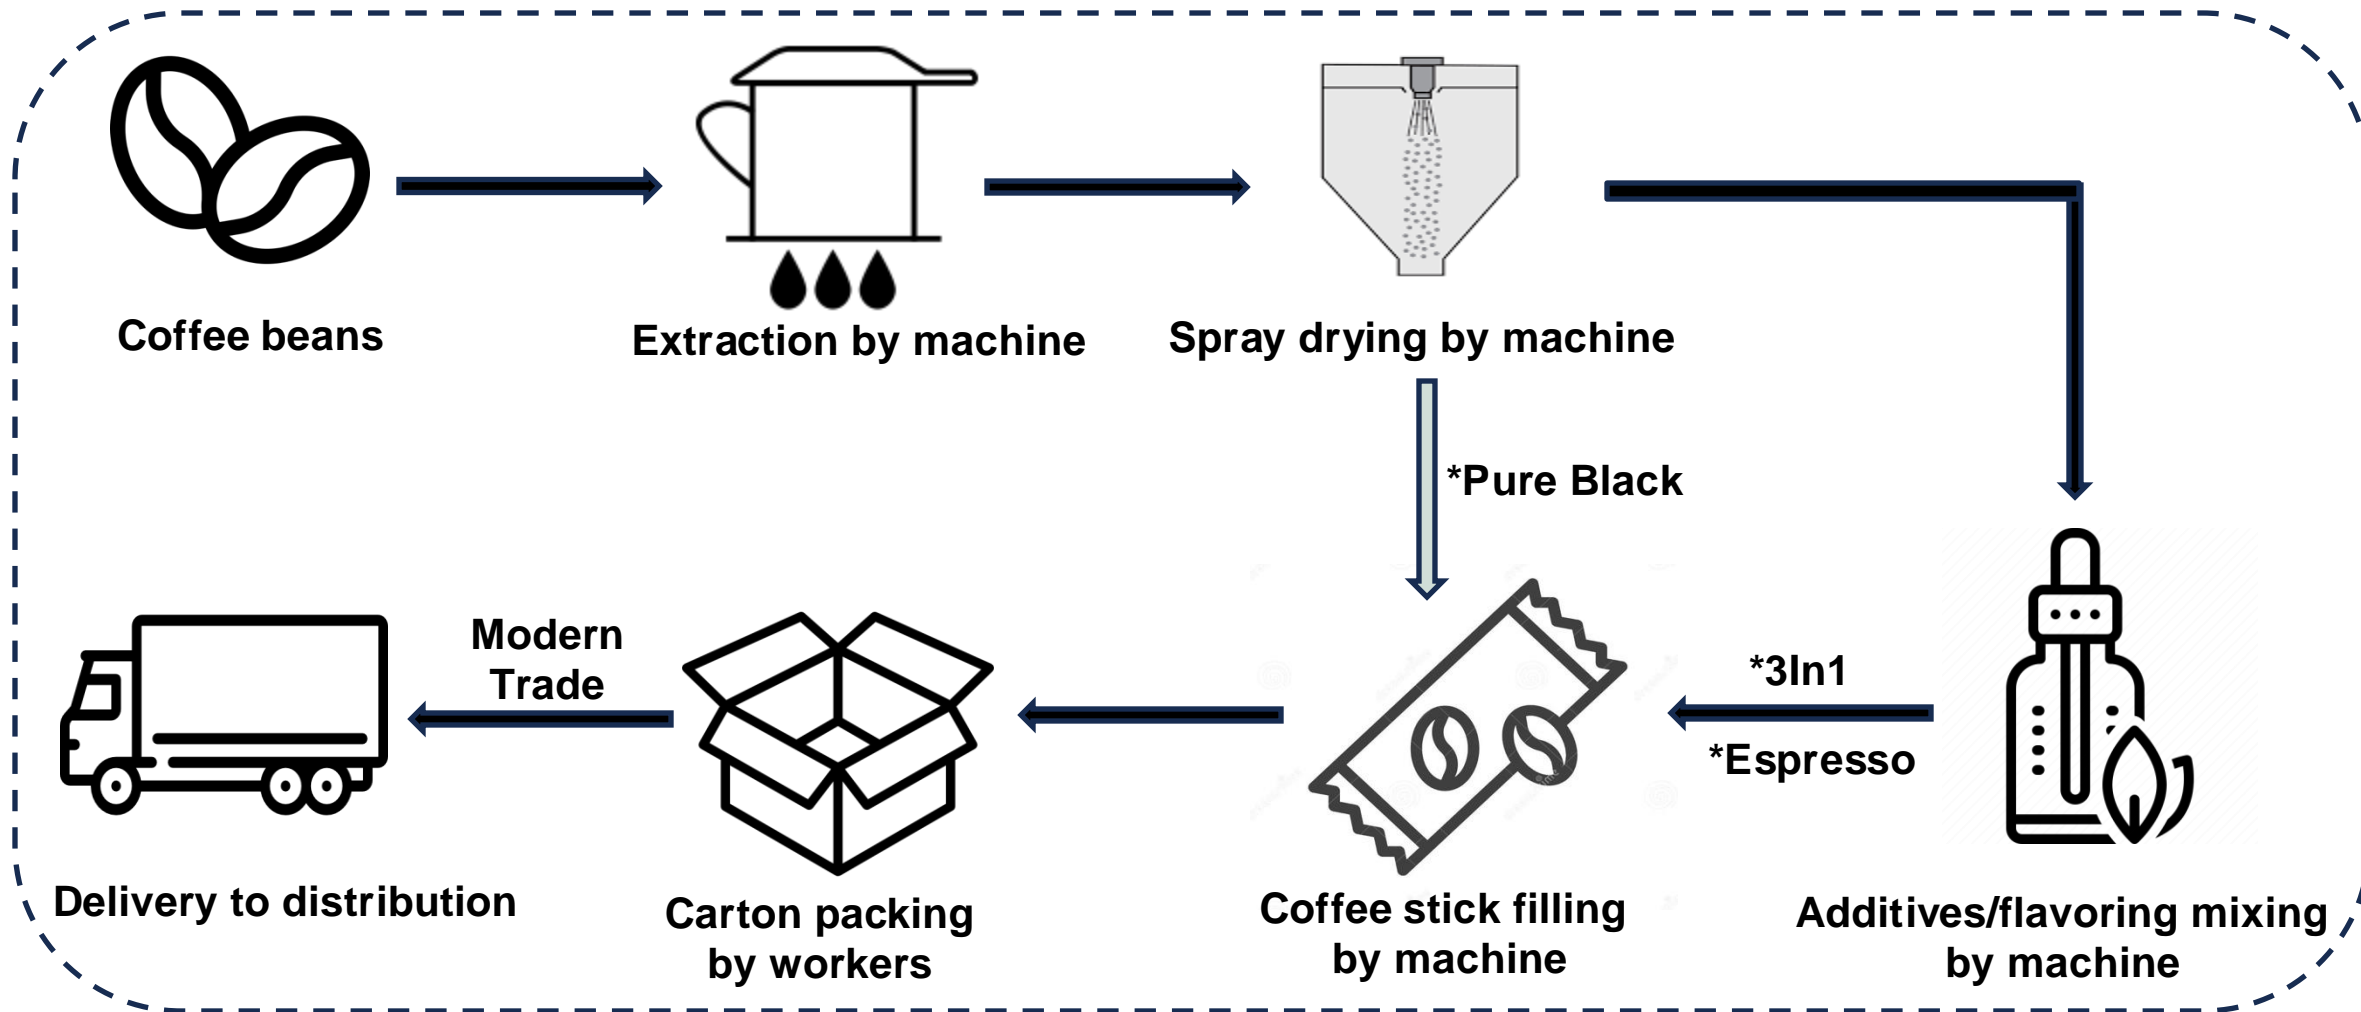 Coffee beans
Extraction by machine
Spray drying by machine
*Pure Black
Modern
Trade
*3In1
*Espresso
Delivery to distribution
Carton packing
by workers
Coffee stick filling
by machine
Additives/flavoring mixing
by machine